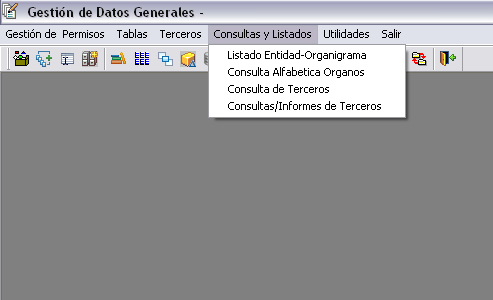 Gestión de Datos Generales -
Gestión de Permisos Tablas Terceros Consultas y Listados Utilidades Salir
Listado Entidad-Organigrama
Consulta Alfabetica Organos
Consulta de Terceros
Consultas/Informes de Terceros